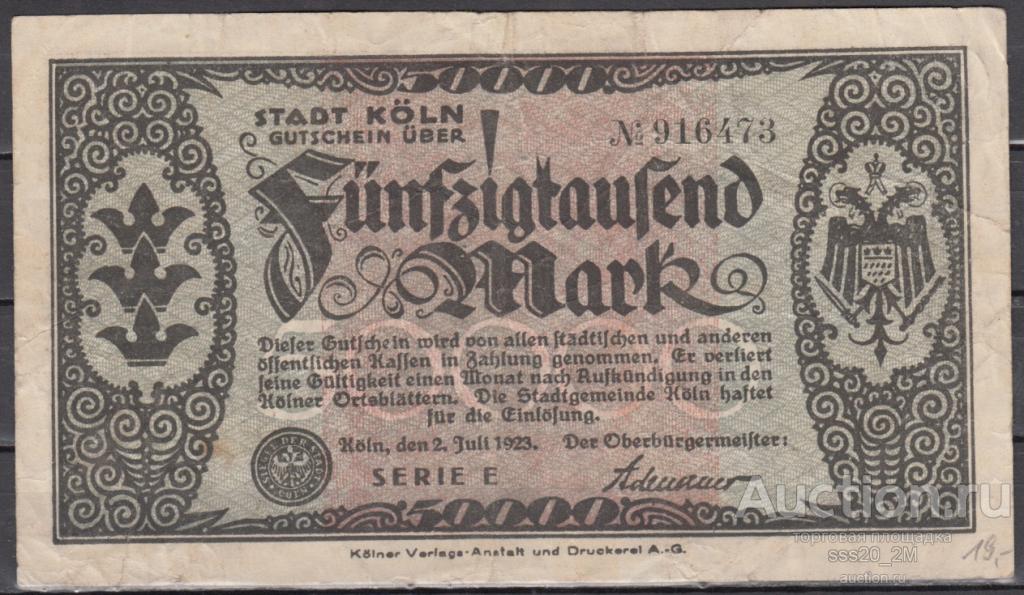 50000
STADT KÖLN
GUTSCHEIN ÜBER
№ 916473
Fünfzigtauſend
Mark
Dieſer Gutſchein wird von allen ſtädtiſchen und anderen
öffentlichen Kaſſen in Zahlung genommen. Er verliert
ſeine Gültigkeit einen Monat nach Aufkündigung in den
Kölner Ortsblättern. Die Stadtgemeinde Köln haftet
für die Einlöſung.
Köln, den 2. Juli 1923. Der Oberbürgermeiſter:
SERIE E
Adenauer
50000
Kölner Verlags-Anstalt und Druckerei A.-G.
19,-
Auction.ru
торговая площадка
sss20_2M
auction.ru